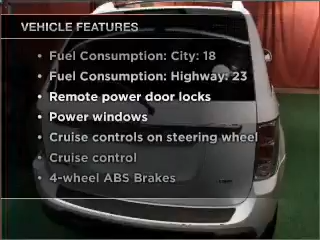 VEHICLE FEATURES
• Fuel Consumption: City: 18
• Fuel Consumption: Highway: 23
• Remote power door locks
• Power windows
• Cruise controls on steering wheel
• Cruise control
• 4-wheel ABS Brakes